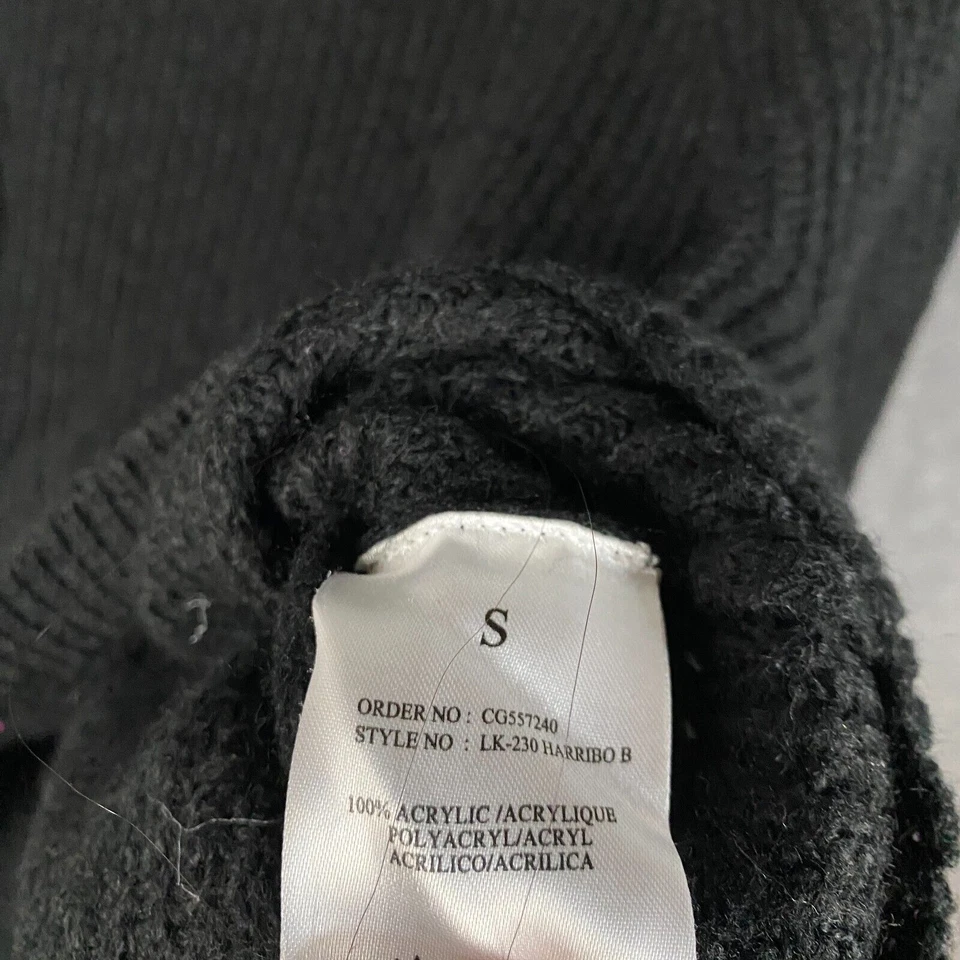 S
ORDER NO : CG557240
STYLE NO : LK-230 HARRIBO B
100% ACRYLIC /ACRYLIQUE
POLYACRYL/ACRYL
ACRILICO/ACRILICA